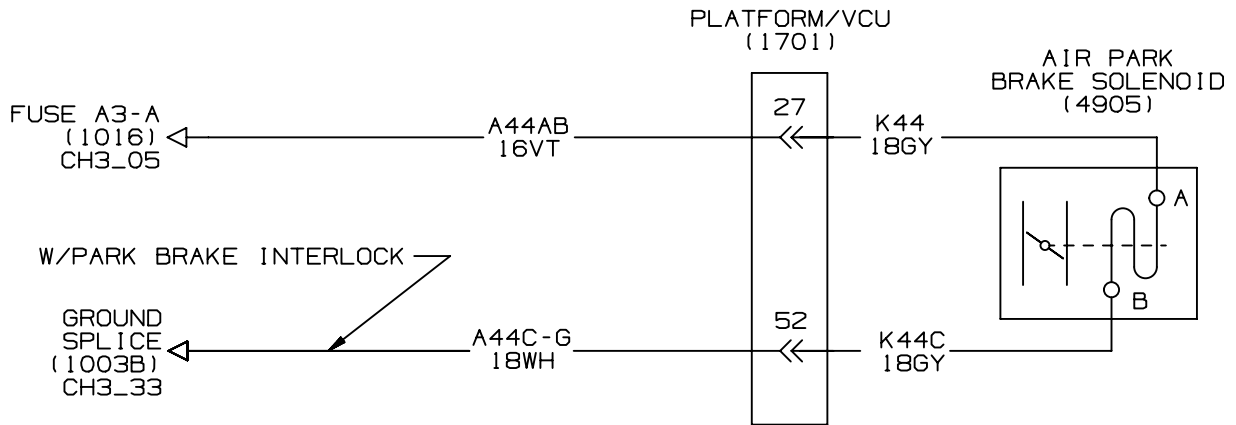 PLATFORM/VCU
(1701)
AIR PARK
BRAKE SOLENOID
(4905)
FUSE A3-A
(1016)
CH3_05
A44AB
16VT
27
K44
18GY
A
W/PARK BRAKE INTERLOCK
B
GROUND
SPLICE
(1003B)
CH3_33
A44C-G
18WH
52
K44C
18GY